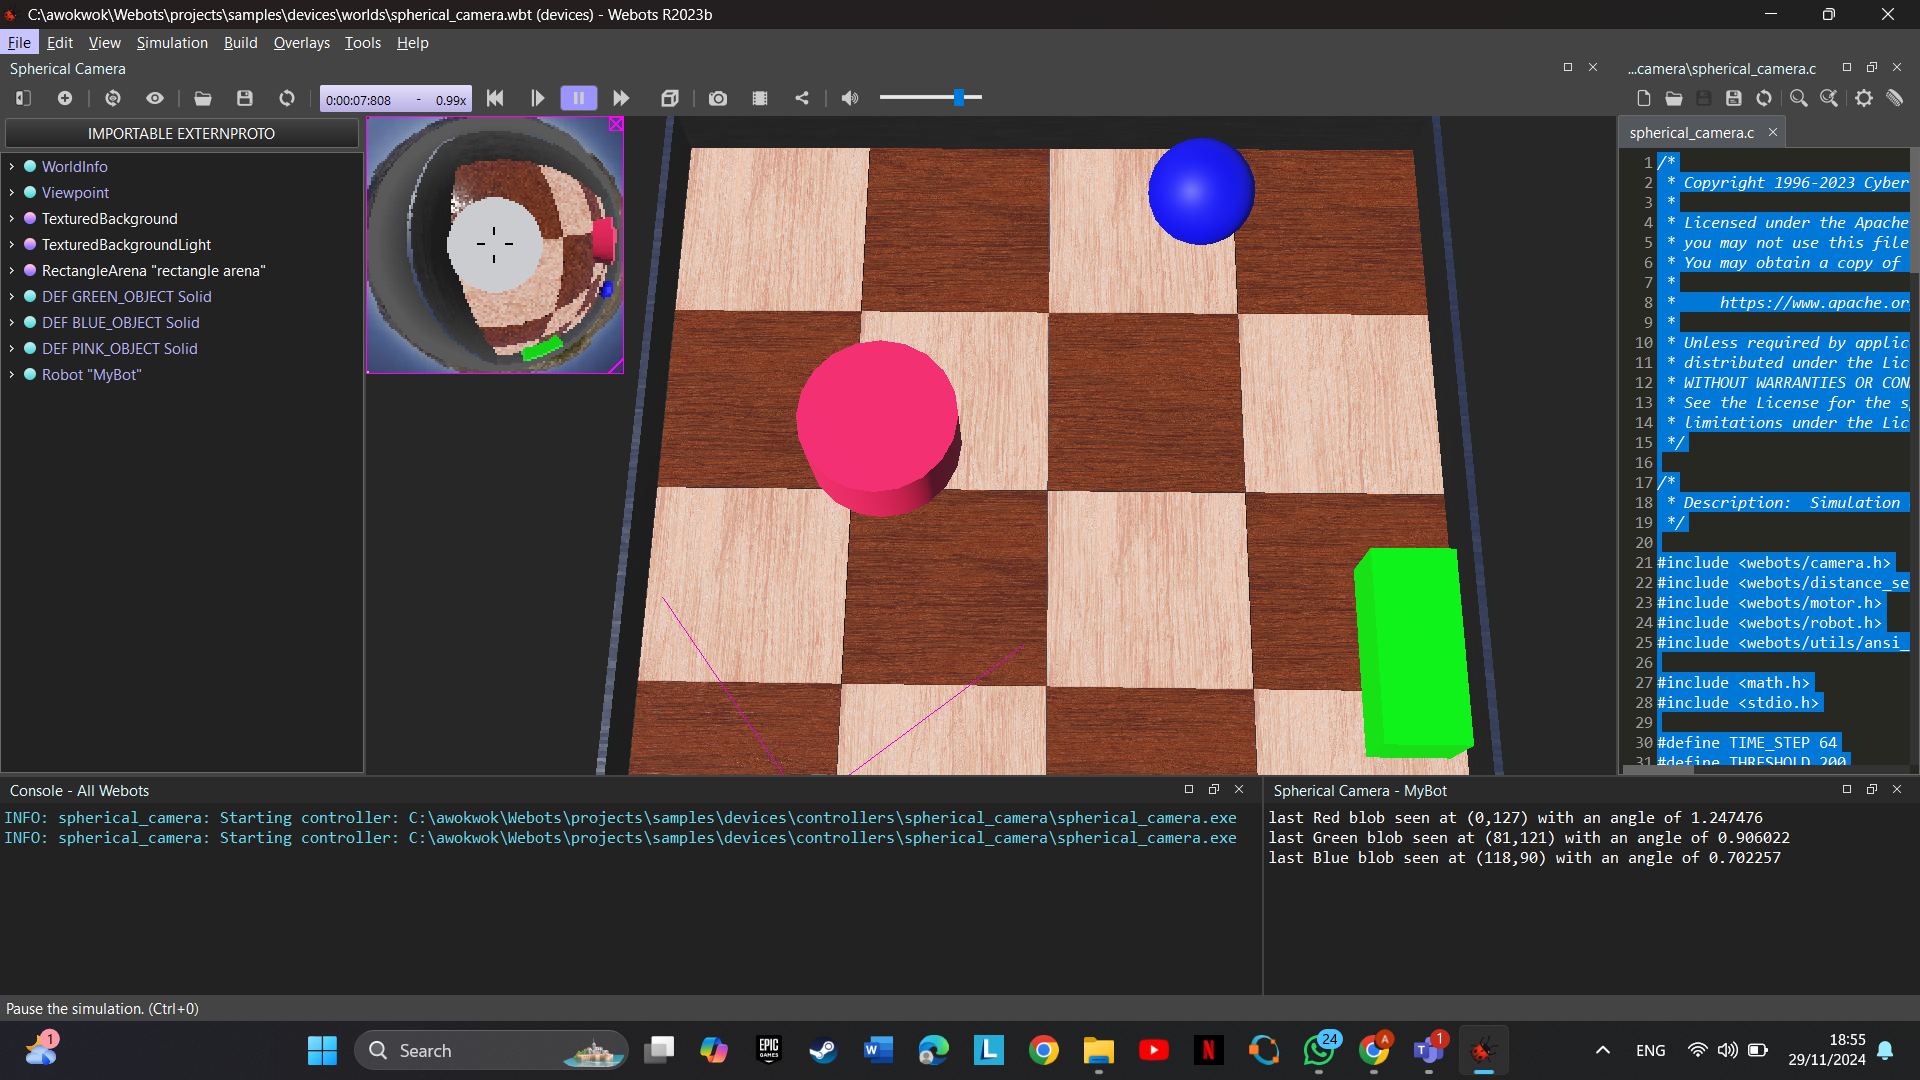 C:\awokwok\Webots\projects\samples\devices\worlds\spherical_camera.wbt (devices) - Webots R2023b
File Edit View Simulation Build Overlays Tools Help
Spherical Camera
...camera\spherical_camera.c
0:00:07:808 - 0.99x
IMPORTABLE EXTERNPROTO
WorldInfo
Viewpoint
TexturedBackground
TexturedBackgroundLight
RectangleArena "rectangle arena"
DEF GREEN_OBJECT Solid
DEF BLUE_OBJECT Solid
DEF PINK_OBJECT Solid
Robot "MyBot"
spherical_camera.c
1 /*
2 * Copyright 1996-2023 Cyber
3 *
4 * Licensed under the Apache
5 * you may not use this file
6 * You may obtain a copy of
7 *
8 * https://www.apache.or
9 *
10 * Unless required by applic
11 * distributed under the Lic
12 * WITHOUT WARRANTIES OR CON
13 * See the License for the s
14 * limitations under the Lic
15 */
16
17 /*
18 * Description: Simulation
19 */
20
21 #include <webots/camera.h>
22 #include <webots/distance_se
23 #include <webots/motor.h>
24 #include <webots/robot.h>
25 #include <webots/utils/ansi_
26
27 #include <math.h>
28 #include <stdio.h>
29
30 #define TIME_STEP 64
31 #define THRESHOLD 200
Console - All Webots
INFO: spherical_camera: Starting controller: C:\awokwok\Webots\projects\samples\devices\controllers\spherical_camera\spherical_camera.exe
INFO: spherical_camera: Starting controller: C:\awokwok\Webots\projects\samples\devices\controllers\spherical_camera\spherical_camera.exe
Spherical Camera - MyBot
last Red blob seen at (0,127) with an angle of 1.247476
last Green blob seen at (81,121) with an angle of 0.906022
last Blue blob seen at (118,90) with an angle of 0.702257
Pause the simulation. (Ctrl+0)
1
Search
EPIC GAMES
W
L
N
24
A
1
ENG
18:55
29/11/2024